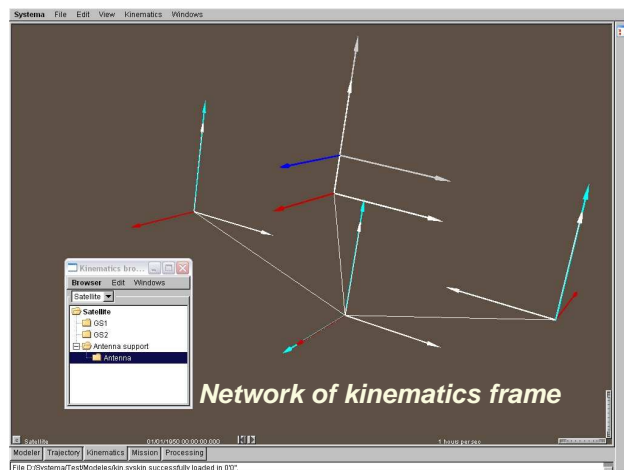 Systema File Edit View Kinematics Windows
Kinematics bro...
Browser Edit Windows
Satellite
Satellite
GS1
GS2
Antenna support
Antenna
Network of kinematics frame
Satellite 01/01/1950 00:00:00.000 1 hours per sec
Modeler Trajectory Kinematics Mission Processing
File D:/Systema/Test/Modeles/kin.syskin successfully loaded in 0'0".